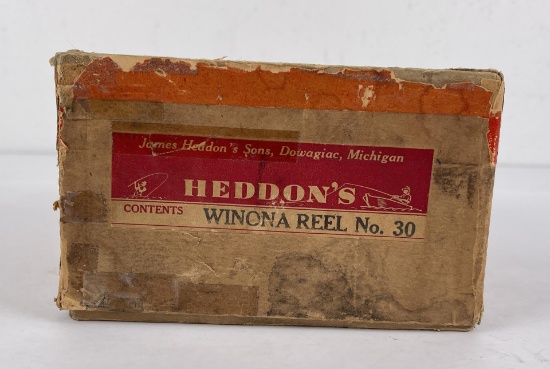 James Heddon's Sons, Dowagiac, Michigan
HEDDON'S
CONTENTS WINONA REEL No. 30